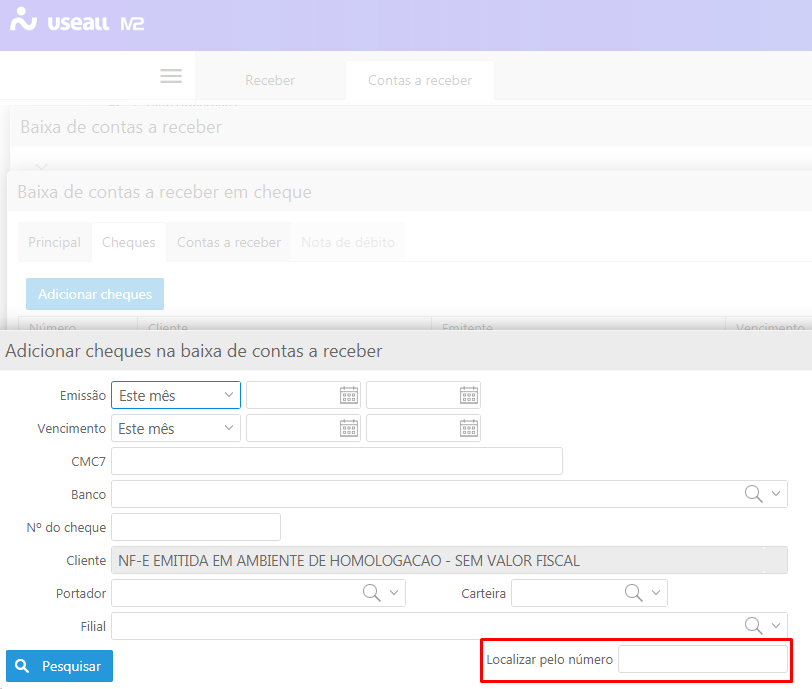 useall M2
Receber Contas a receber
Baixa de contas a receber
Baixa de contas a receber em cheque
Principal Cheques Contas a receber Nota de débito
Adicionar cheques
Número Cliente Emitente Vencimento
Adicionar cheques na baixa de contas a receber
Emissão Este mês
Vencimento Este mês
CMC7
Banco
Nº do cheque
Cliente NF-E EMITIDA EM AMBIENTE DE HOMOLOGACAO - SEM VALOR FISCAL
Portador Carteira
Filial
Pesquisar Localizar pelo número